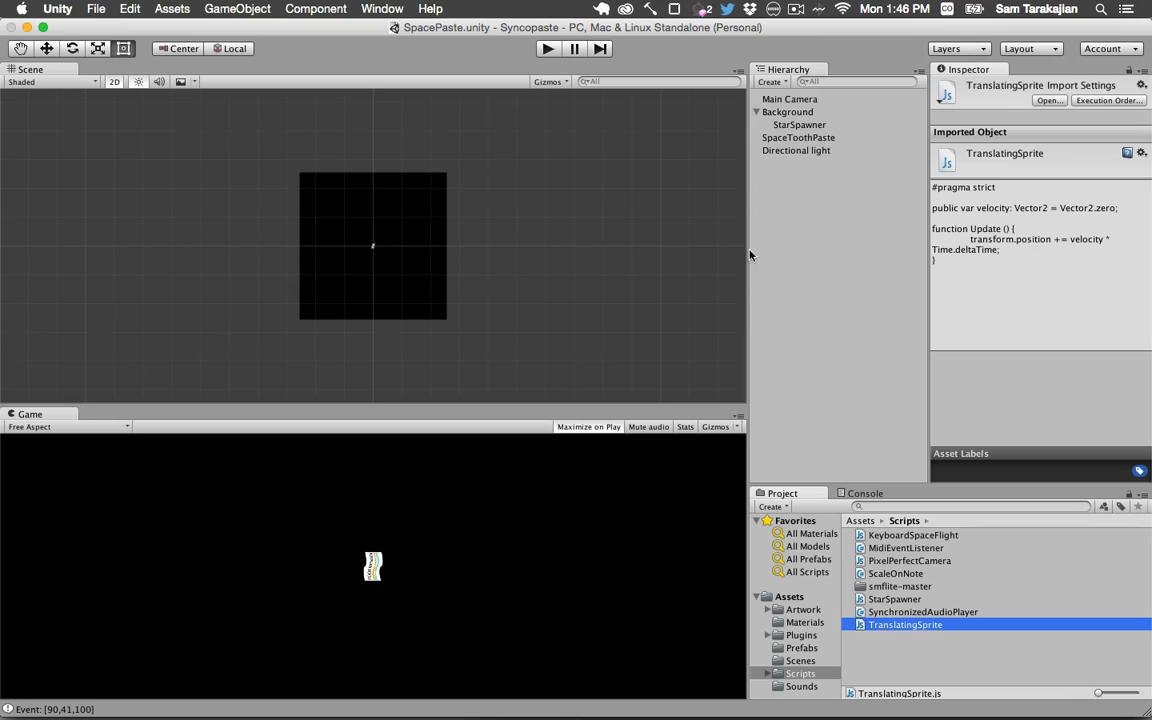 Unity File Edit Assets GameObject Component Window Help 2 Mon 1:46 PM CO Sam Tarakajian
SpacePaste.unity - Syncopaste - PC, Mac & Linux Standalone (Personal)
Center Local Layers Layout Account
Scene
Shaded 2D Gizmos All
Hierarchy
Create All
Main Camera
Background
StarSpawner
SpaceToothPaste
Directional light
Inspector
TranslatingSprite Import Settings
Open... Execution Order...
Imported Object
TranslatingSprite
#pragma strict
public var velocity: Vector2 = Vector2.zero;
function Update () {
transform.position += velocity *
Time.deltaTime;
}
Asset Labels
Game
Free Aspect Maximize on Play Mute audio Stats Gizmos
Project Console
Create
Favorites
All Materials
All Models
All Prefabs
All Scripts
Assets
Artwork
Materials
Plugins
Prefabs
Scenes
Scripts
Sounds
Assets Scripts
KeyboardSpaceFlight
MidiEventListener
PixelPerfectCamera
ScaleOnNote
smflite-master
StarSpawner
SynchronizedAudioPlayer
TranslatingSprite
TranslatingSprite.js
Event: [90,41,100]